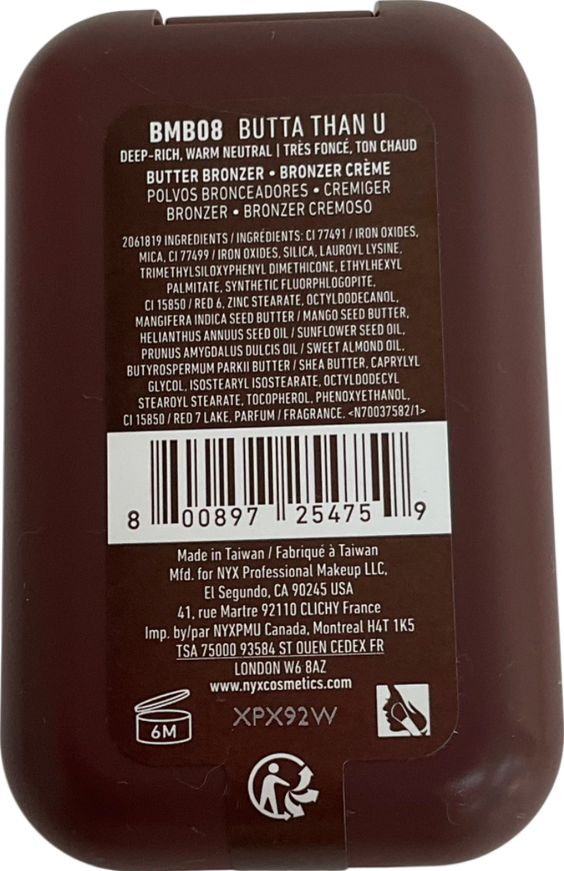 BMB08 BUTTA THAN U
DEEP-RICH, WARM NEUTRAL | TRÈS FONCÉ, TON CHAUD
BUTTER BRONZER • BRONZER CRÈME
POLVOS BRONCEADORES • CREMIGER
BRONZER • BRONZER CREMOSO
2061819 INGREDIENTS / INGRÉDIENTS: CI 77491 / IRON OXIDES,
MICA, CI 77499 / IRON OXIDES, SILICA, LAUROYL LYSINE,
TRIMETHYLSILOXYPHENYL DIMETHICONE, ETHYLHEXYL
PALMITATE, SYNTHETIC FLUORPHLOGOPITE,
CI 15850 / RED 6, ZINC STEARATE, OCTYLDODECANOL,
MANGIFERA INDICA SEED BUTTER / MANGO SEED BUTTER,
HELIANTHUS ANNUUS SEED OIL / SUNFLOWER SEED OIL,
PRUNUS AMYGDALUS DULCIS OIL / SWEET ALMOND OIL,
BUTYROSPERMUM PARKII BUTTER / SHEA BUTTER, CAPRYLYL
GLYCOL, ISOSTEARYL ISOSTEARATE, OCTYLDODECYL
STEAROYL STEARATE, TOCOPHEROL, PHENOXYETHANOL,
CI 15850 / RED 7 LAKE, PARFUM / FRAGRANCE. <N70037582/1>
8 00897 25475 9
Made in Taiwan / Fabriqué à Taiwan
Mfd. for NYX Professional Makeup LLC,
El Segundo, CA 90245 USA
41, rue Martre 92110 CLICHY France
Imp. by/par NYXPMU Canada, Montreal H4T 1K5
TSA 75000 93584 ST OUEN CEDEX FR
LONDON W6 8AZ
www.nyxcosmetics.com
6M
XPX92W